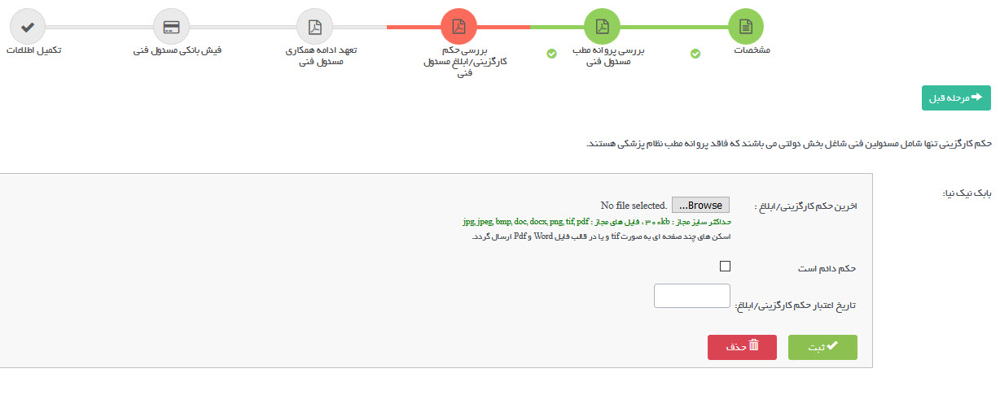 مشخصات
بررسی پروانه مطب
مسئول فنی
بررسی حکم
کارگزینی/ابلاغ مسئول
فنی
تعهد ادامه همکاری
مسئول فنی
فیش بانکی مسئول فنی
تکمیل اطلاعات
مرحله قبل
حکم کارگزینی تنها شامل مسئولین فنی شاغل بخش دولتی می باشند که فاقد پروانه مطب نظام پزشکی هستند.
بابک نیک نیا:
اخرین حکم کارگزینی/ابلاغ :
Browse... No file selected.
حداکثر سایز مجاز : ۳۰۰kb ، فایل های مجاز : jpg, jpeg, bmp, doc, docx, png, tif, pdf
اسکن های چند صفحه ای به صورت tif و یا در قالب فایل Word و Pdf ارسال گردد.
حکم دائم است
تاریخ اعتبار حکم کارگزینی/ابلاغ:
ثبت
حذف